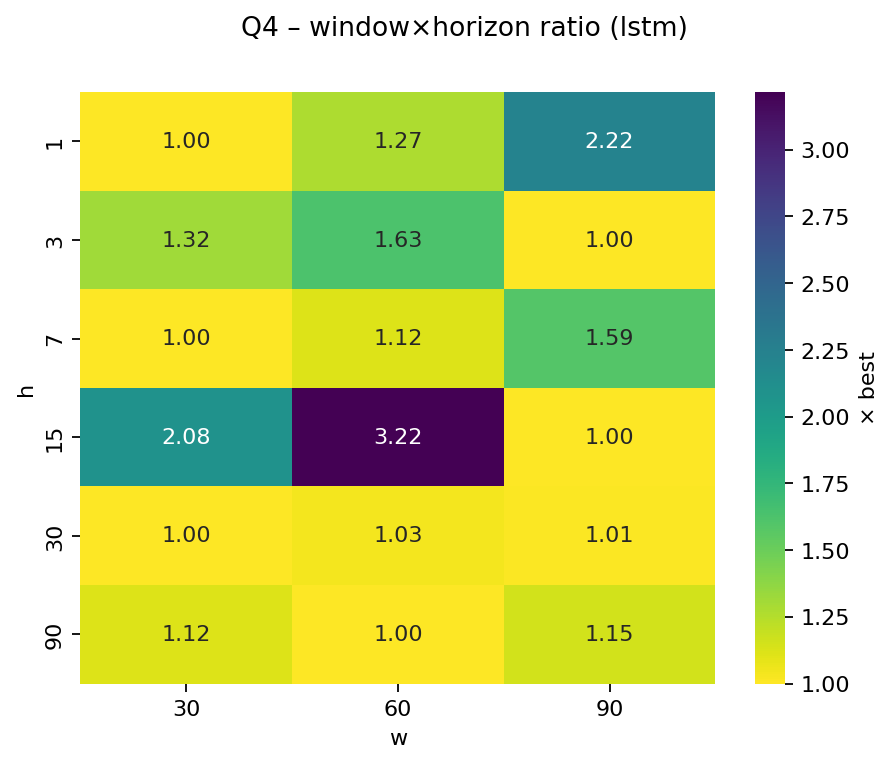 Q4 – window×horizon ratio (lstm)
1 1.00 1.27 2.22
3 1.32 1.63 1.00
7 1.00 1.12 1.59
15 2.08 3.22 1.00
30 1.00 1.03 1.01
90 1.12 1.00 1.15
h
30 60 90
w
3.00
2.75
2.50
2.25
2.00
1.75
1.50
1.25
1.00
× best